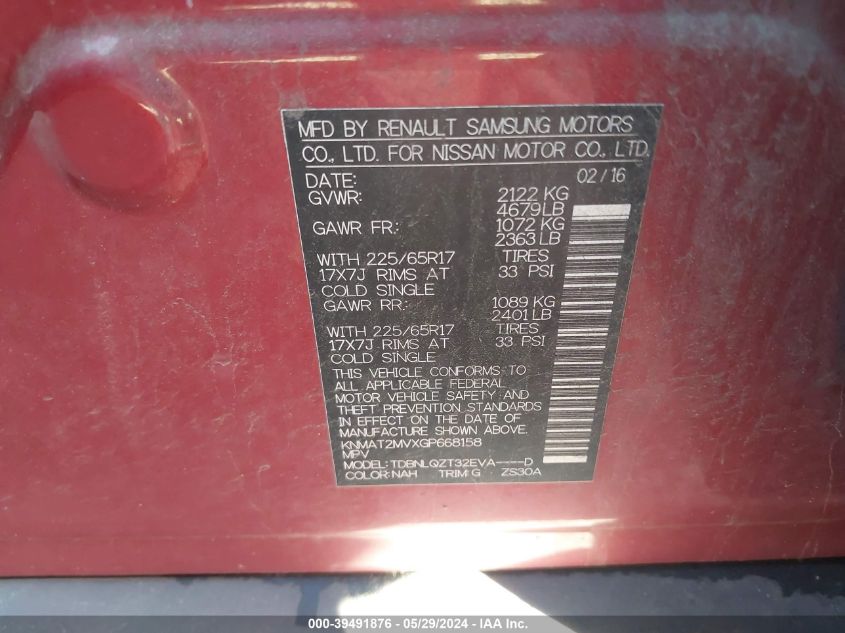 MFD BY RENAULT SAMSUNG MOTORS
CO., LTD. FOR NISSAN MOTOR CO., LTD.
DATE: 02 / 16
GVWR: 2122 KG
4679 LB
GAWR FR: 1072 KG
2363 LB
WITH 225/65R17 TIRES
17X7J RIMS AT 33 PSI
COLD SINGLE
GAWR RR: 1089 KG
2401 LB
WITH 225/65R17 TIRES
17X7J RIMS AT 33 PSI
COLD SINGLE
THIS VEHICLE CONFORMS TO
ALL APPLICABLE FEDERAL
MOTOR VEHICLE SAFETY AND
THEFT PREVENTION STANDARDS
IN EFFECT ON THE DATE OF
MANUFACTURE SHOWN ABOVE.
KNMAT2MVXGP668158
MPV
MODEL: TDBNLQZT32EVA----D
COLOR: NAH TRIM: G ZS30A
000-39491876 - 05/29/2024 - IAA Inc.